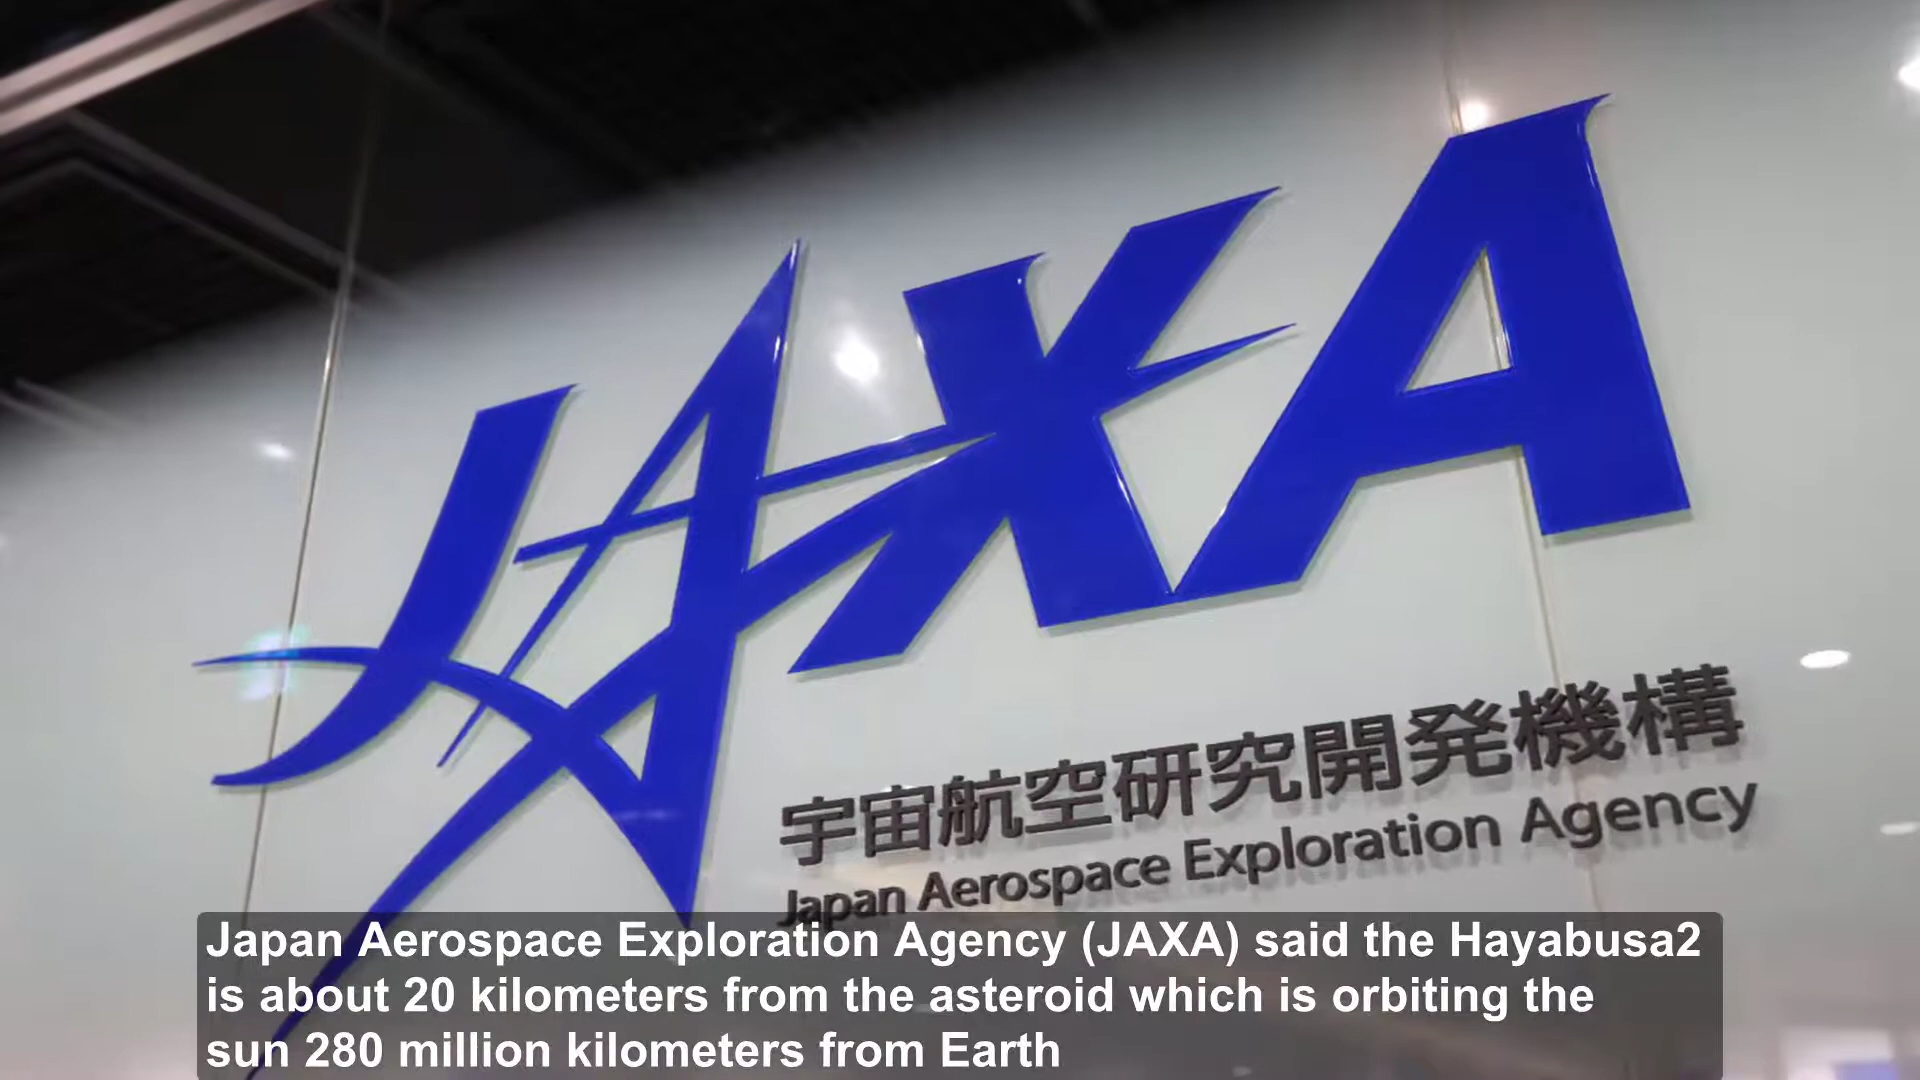 JAXA
宇宙航空研究開発機構
Japan Aerospace Exploration Agency
Japan Aerospace Exploration Agency (JAXA) said the Hayabusa2
is about 20 kilometers from the asteroid which is orbiting the
sun 280 million kilometers from Earth